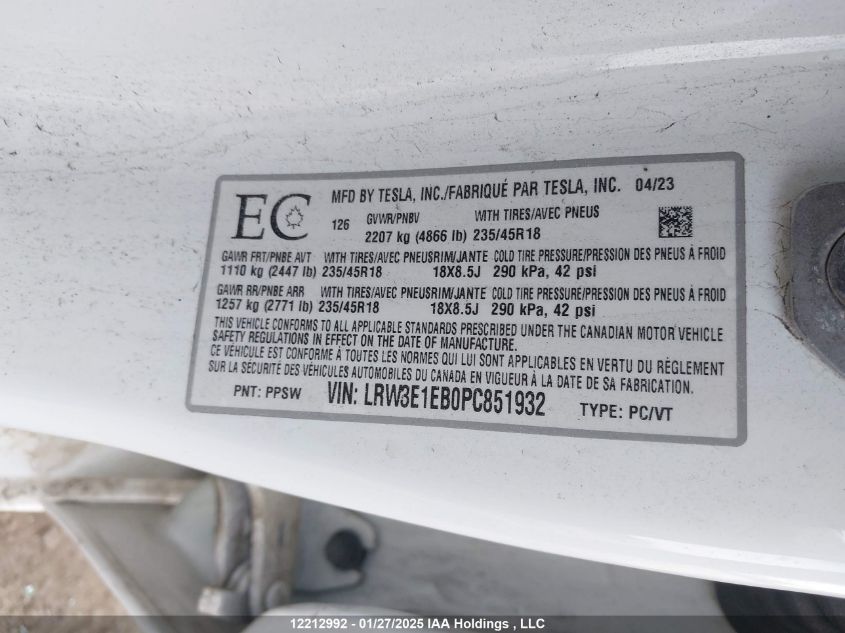 EC
MFD BY TESLA, INC./FABRIQUÉ PAR TESLA, INC. 04/23
126 GVWR/PNBV WITH TIRES/AVEC PNEUS
2207 kg (4866 lb) 235/45R18
GAWR FRT/PNBE AVT WITH TIRES/AVEC PNEUS RIM/JANTE COLD TIRE PRESSURE/PRESSION DES PNEUS À FROID
1110 kg (2447 lb) 235/45R18 18X8.5J 290 kPa, 42 psi
GAWR RR/PNBE ARR WITH TIRES/AVEC PNEUS RIM/JANTE COLD TIRE PRESSURE/PRESSION DES PNEUS À FROID
1257 kg (2771 lb) 235/45R18 18X8.5J 290 kPa, 42 psi
THIS VEHICLE CONFORMS TO ALL APPLICABLE STANDARDS PRESCRIBED UNDER THE CANADIAN MOTOR VEHICLE
SAFETY REGULATIONS IN EFFECT ON THE DATE OF MANUFACTURE.
CE VÉHICULE EST CONFORME À TOUTES LES NORMES QUI LUI SONT APPLICABLES EN VERTU DU RÈGLEMENT
SUR LA SÉCURITÉ DES VÉHICULES AUTOMOBILES DU CANADA EN VIGUEUR À LA DATE DE SA FABRICATION.
PNT: PPSW VIN: LRW3E1EB0PC851932 TYPE: PC/VT
12212992 - 01/27/2025 IAA Holdings , LLC